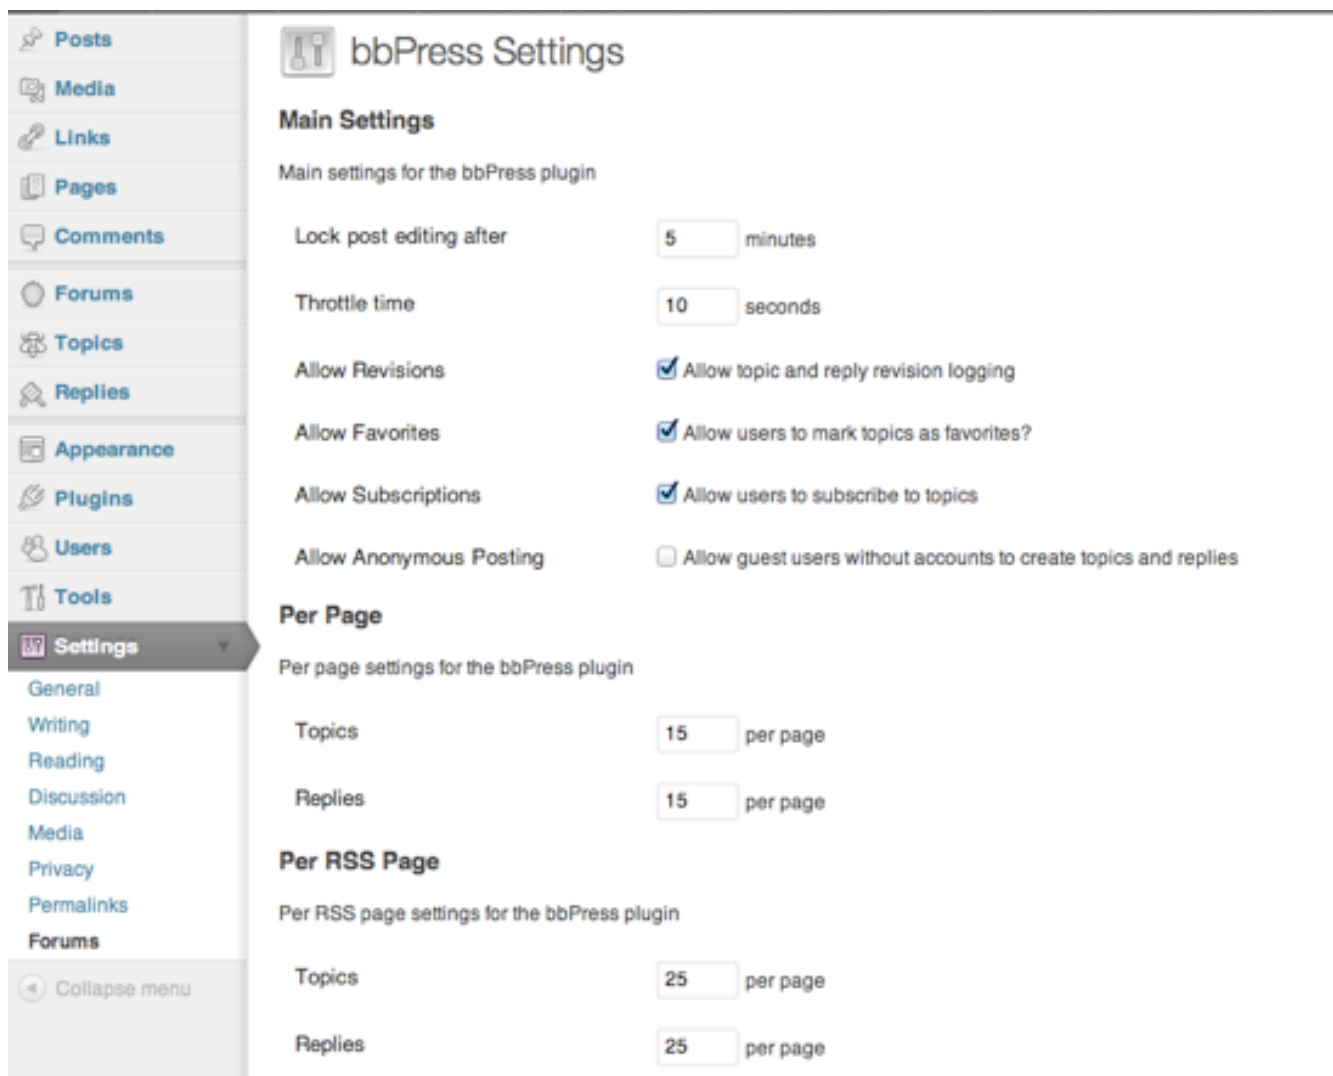 Posts
Media
Links
Pages
Comments
Forums
Topics
Replies
Appearance
Plugins
Users
Tools
Settings
General
Writing
Reading
Discussion
Media
Privacy
Permalinks
Forums
Collapse menu
bbPress Settings
Main Settings
Main settings for the bbPress plugin
Lock post editing after 5 minutes
Throttle time 10 seconds
Allow Revisions Allow topic and reply revision logging
Allow Favorites Allow users to mark topics as favorites?
Allow Subscriptions Allow users to subscribe to topics
Allow Anonymous Posting Allow guest users without accounts to create topics and replies
Per Page
Per page settings for the bbPress plugin
Topics 15 per page
Replies 15 per page
Per RSS Page
Per RSS page settings for the bbPress plugin
Topics 25 per page
Replies 25 per page